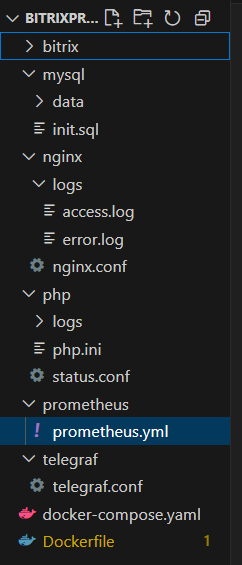 BITRIXPR...
bitrix
mysql
data
init.sql
nginx
logs
access.log
error.log
nginx.conf
php
logs
php.ini
status.conf
prometheus
! prometheus.yml
telegraf
telegraf.conf
docker-compose.yaml
Dockerfile 1